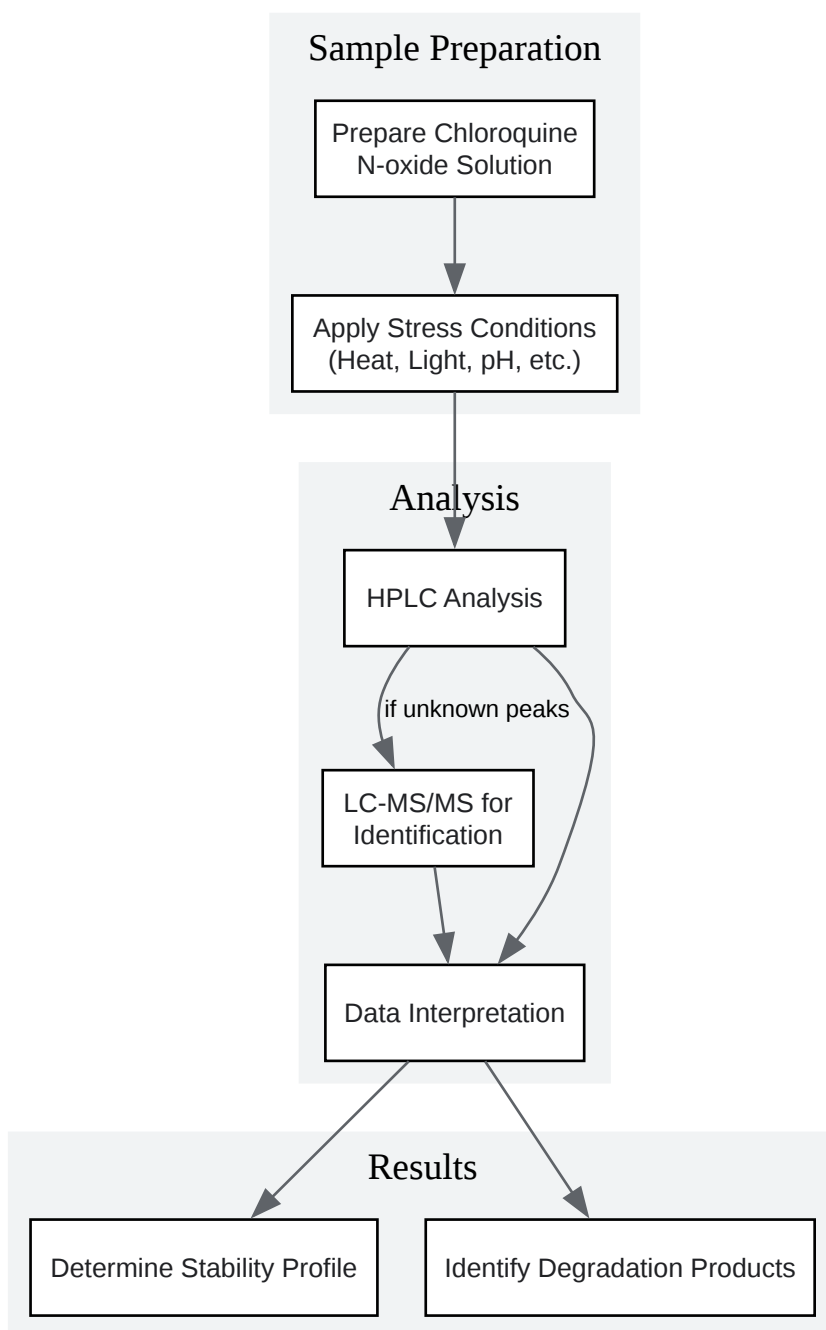 Sample Preparation
Prepare Chloroquine
N-oxide Solution
Apply Stress Conditions
(Heat, Light, pH, etc.)
Analysis
HPLC Analysis
if unknown peaks
LC-MS/MS for
Identification
Data Interpretation
Results
Determine Stability Profile
Identify Degradation Products